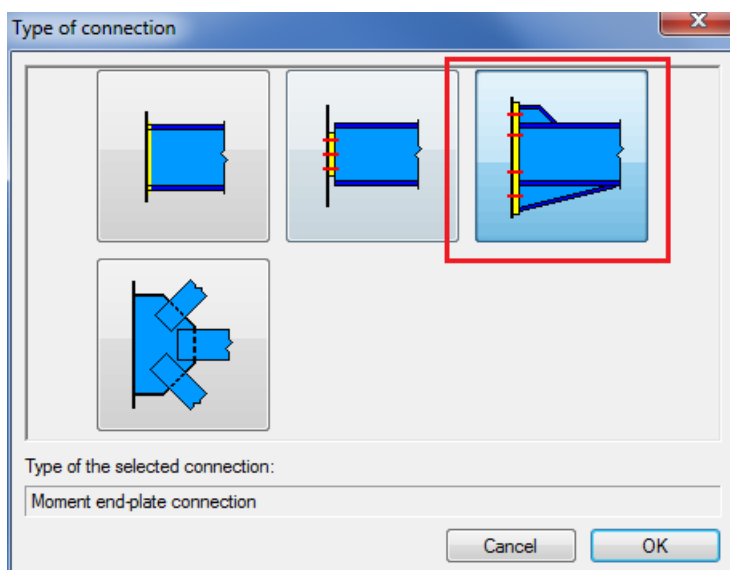 Type of connection
Type of the selected connection:
Moment end-plate connection
Cancel
OK